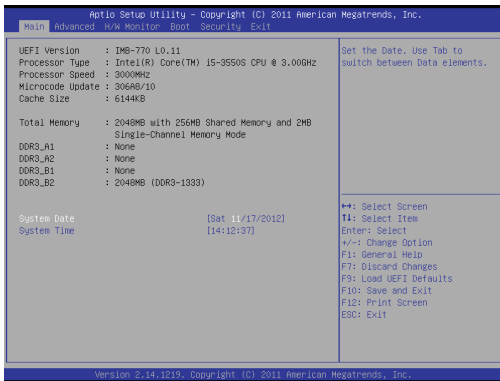 Aptio Setup Utility – Copyright (C) 2011 American Megatrends, Inc.
Main Advanced H/W Monitor Boot Security Exit
UEFI Version : IMB-770 L0.11
Processor Type : Intel(R) Core(TM) i5-3550S CPU @ 3.00GHz
Processor Speed : 3000MHz
Microcode Update : 306A8/10
Cache Size : 6144KB
Total Memory : 2048MB with 256MB Shared Memory and 2MB
Single-Channel Memory Mode
DDR3_A1 : None
DDR3_A2 : None
DDR3_B1 : None
DDR3_B2 : 2048MB (DDR3-1333)
System Date [Sat 11/17/2012]
System Time [14:12:37]
Set the Date. Use Tab to
switch between Data elements.
↔: Select Screen
↑↓: Select Item
Enter: Select
+/-: Change Option
F1: General Help
F7: Discard Changes
F9: Load UEFI Defaults
F10: Save and Exit
F12: Print Screen
ESC: Exit
Version 2.14.1219. Copyright (C) 2011 American Megatrends, Inc.